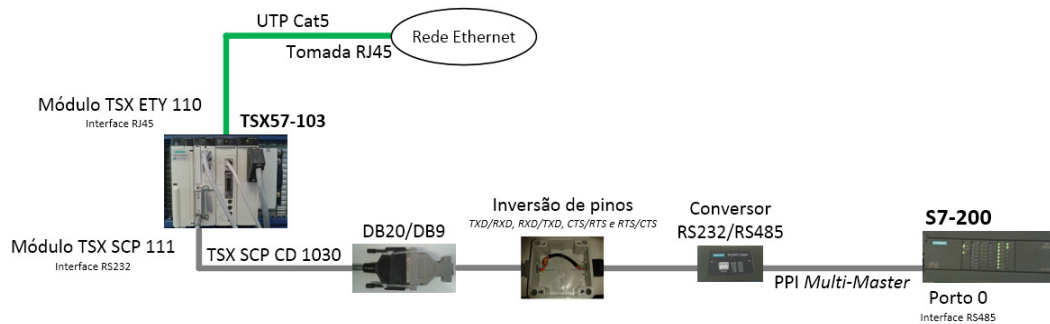 UTP Cat5
Rede Ethernet
Tomada RJ45
Módulo TSX ETY 110
Interface RJ45
TSX57-103
Módulo TSX SCP 111
Interface RS232
TSX SCP CD 1030
DB20/DB9
Inversão de pinos
TXD/RXD, RXD/TXD, CTS/RTS e RTS/CTS
Conversor
RS232/RS485
PPI Multi-Master
S7-200
Porto 0
Interface RS485